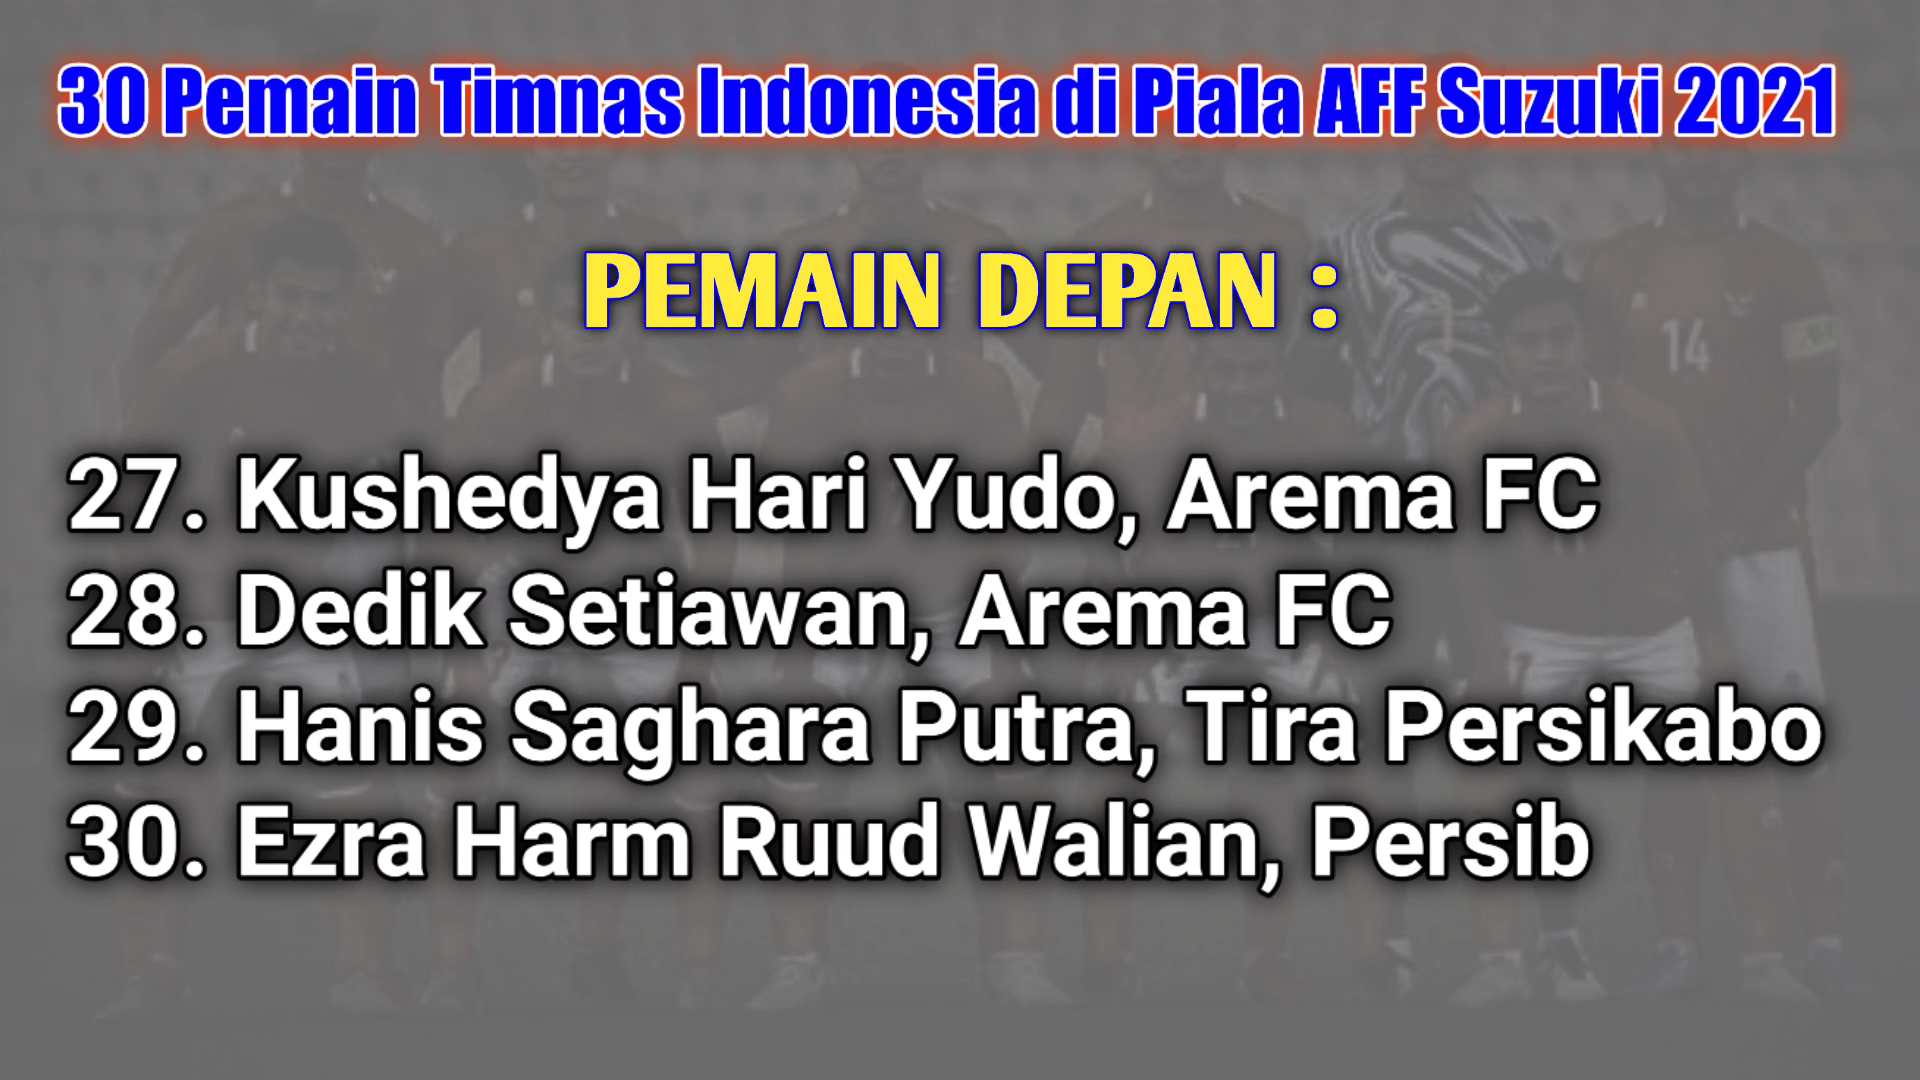 30 Pemain Timnas Indonesia di Piala AFF Suzuki 2021
PEMAIN DEPAN :
14
27. Kushedya Hari Yudo, Arema FC
28. Dedik Setiawan, Arema FC
29. Hanis Saghara Putra, Tira Persikabo
30. Ezra Harm Ruud Walian, Persib